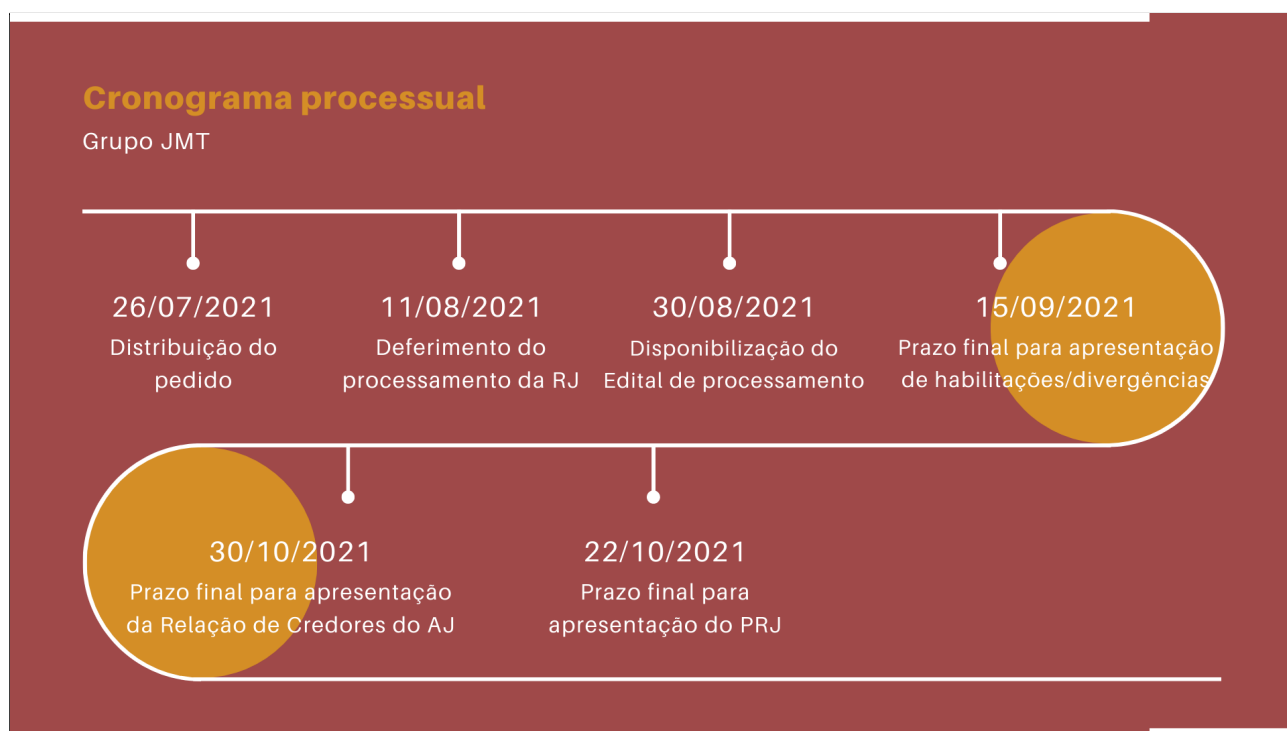 Cronograma processual
Grupo JMT
26/07/2021
Distribuição do
pedido
11/08/2021
Deferimento do
processamento da RJ
30/08/2021
Disponibilização do
Edital de processamento
15/09/2021
Prazo final para apresentação
de habilitações/divergências
30/10/2021
Prazo final para apresentação
da Relação de Credores do AJ
22/10/2021
Prazo final para
apresentação do PRJ